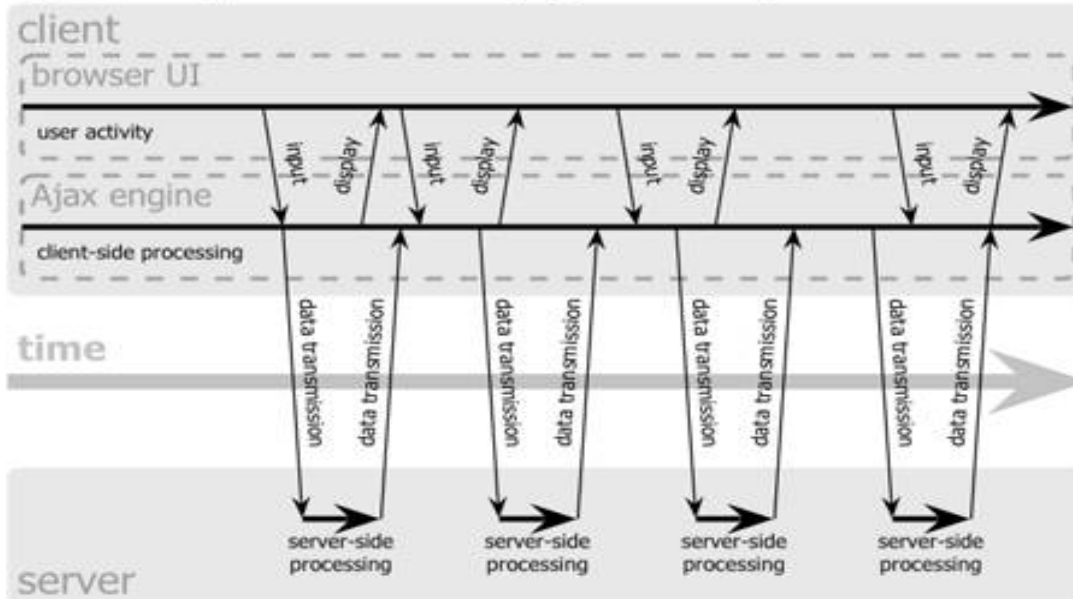 client
browser UI
user activity
input
display
input
display
input
display
input
display
Ajax engine
client-side processing
data transmission
data transmission
data transmission
data transmission
data transmission
data transmission
data transmission
data transmission
time
server-side
processing
server-side
processing
server-side
processing
server-side
processing
server